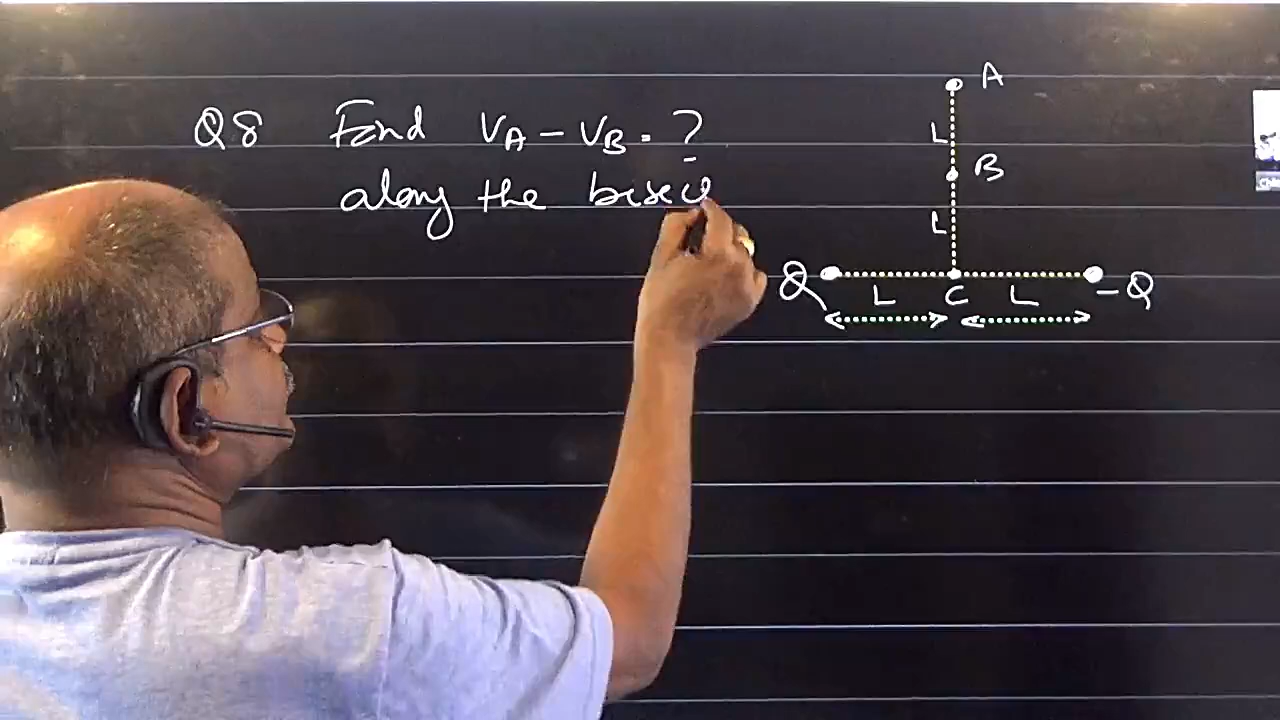 Q8 Find VA - VB = ?
along the bisec
A
L
B
L
Q L C L -Q